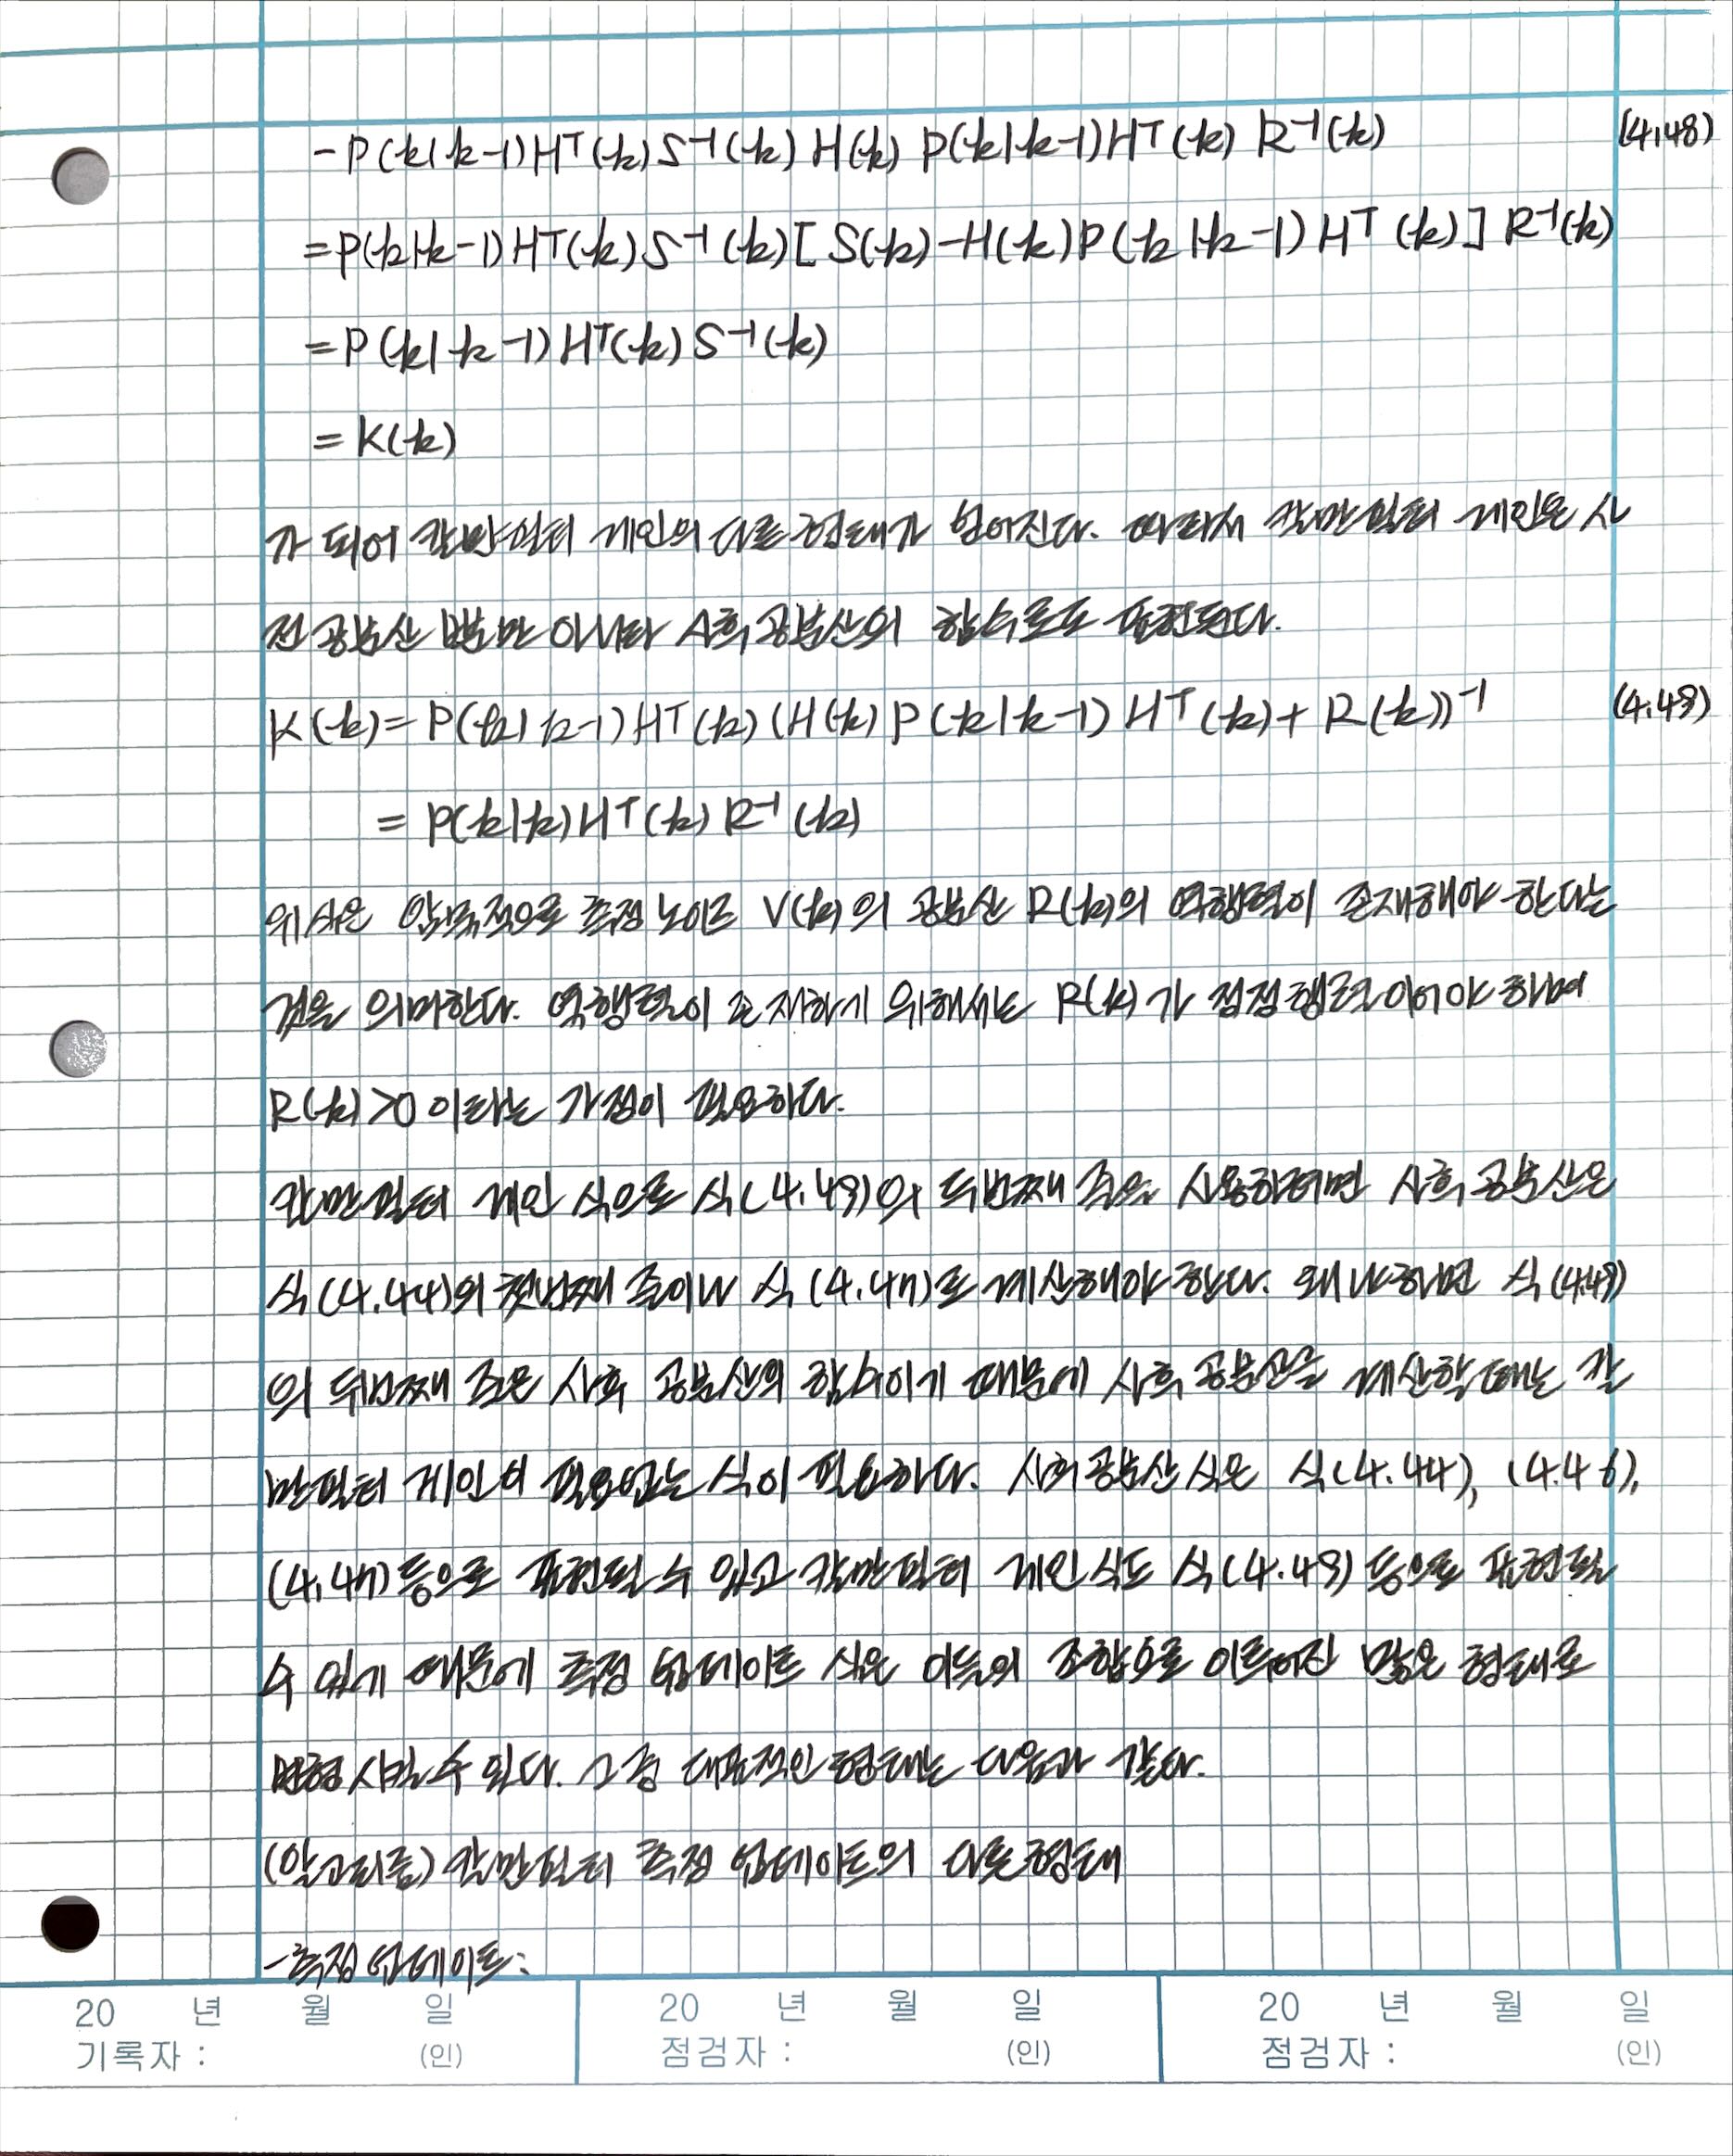 -P(k|k-1)Hᵀ(k)S⁻¹(k)H(k)P(k|k-1)Hᵀ(k)R⁻¹(k) (4.48)
=P(k|k-1)Hᵀ(k)S⁻¹(k)[S(k)-H(k)P(k|k-1)Hᵀ(k)]R⁻¹(k)
=P(k|k-1)Hᵀ(k)S⁻¹(k)
=K(k)
가 되어 칼만필터 게인의 다른 형태가 얻어진다. 따라서 칼만 필터 게인은 사
전 공분산 뿐만 아니라 사후 공분산의 함수로도 표현된다.
K(k)=P(k|k-1)Hᵀ(k)(H(k)P(k|k-1)Hᵀ(k)+R(k))⁻¹ (4.49)
=P(k|k)Hᵀ(k)R⁻¹(k)
위 식은 암묵적으로 측정 노이즈 V(k)의 공분산 R(k)의 역행렬이 존재해야 한다는
것을 의미한다. 역행렬이 존재하기 위해서는 R(k)가 정정행렬이어야 하며
R(k)>0 이라는 가정이 필요하다.
칼만필터 게인 식으로 식(4.49)의 두번째 줄을 사용하려면 사후 공분산은
식(4.44)의 첫번째 줄이나 식(4.47)로 계산해야 한다. 왜냐하면 식(4.49)
의 두번째 줄은 사후 공분산의 함수이기 때문에 사후 공분산을 계산할 때는 칼
만필터 게인이 필요없는 식이 필요하다. 사후 공분산 식은 식(4.44), (4.46),
(4.47)등으로 표현될 수 있고 칼만필터 게인 식도 식(4.49)등으로 표현될
수 있기 때문에 측정 업데이트 식은 이들의 조합으로 이루어진 많은 형태로
변형 시킬 수 있다. 그 중 대표적인 형태는 다음과 같다.
(알고리즘) 칼만필터 측정 업데이트의 다른 형태
-측정 업데이트:
20 년 월 일 20 년 월 일 20 년 월 일
기록자 : (인) 점검자 : (인) 점검자 : (인)